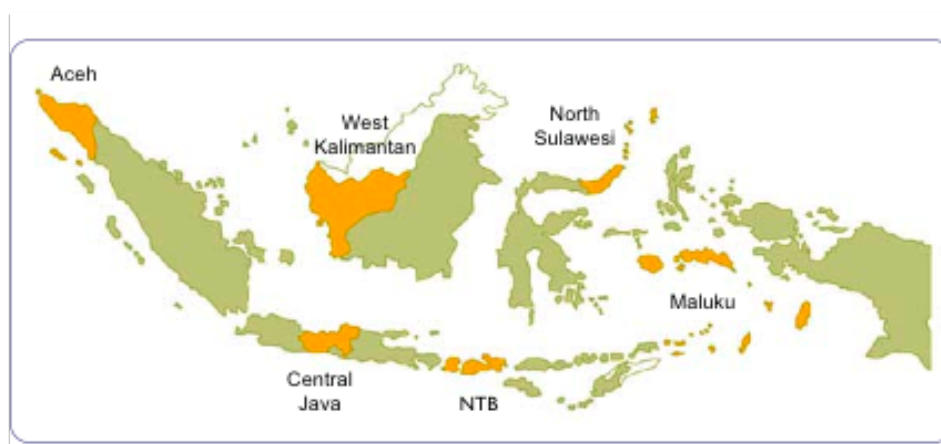 Aceh
West
Kalimantan
North
Sulawesi
Maluku
Central
Java
NTB